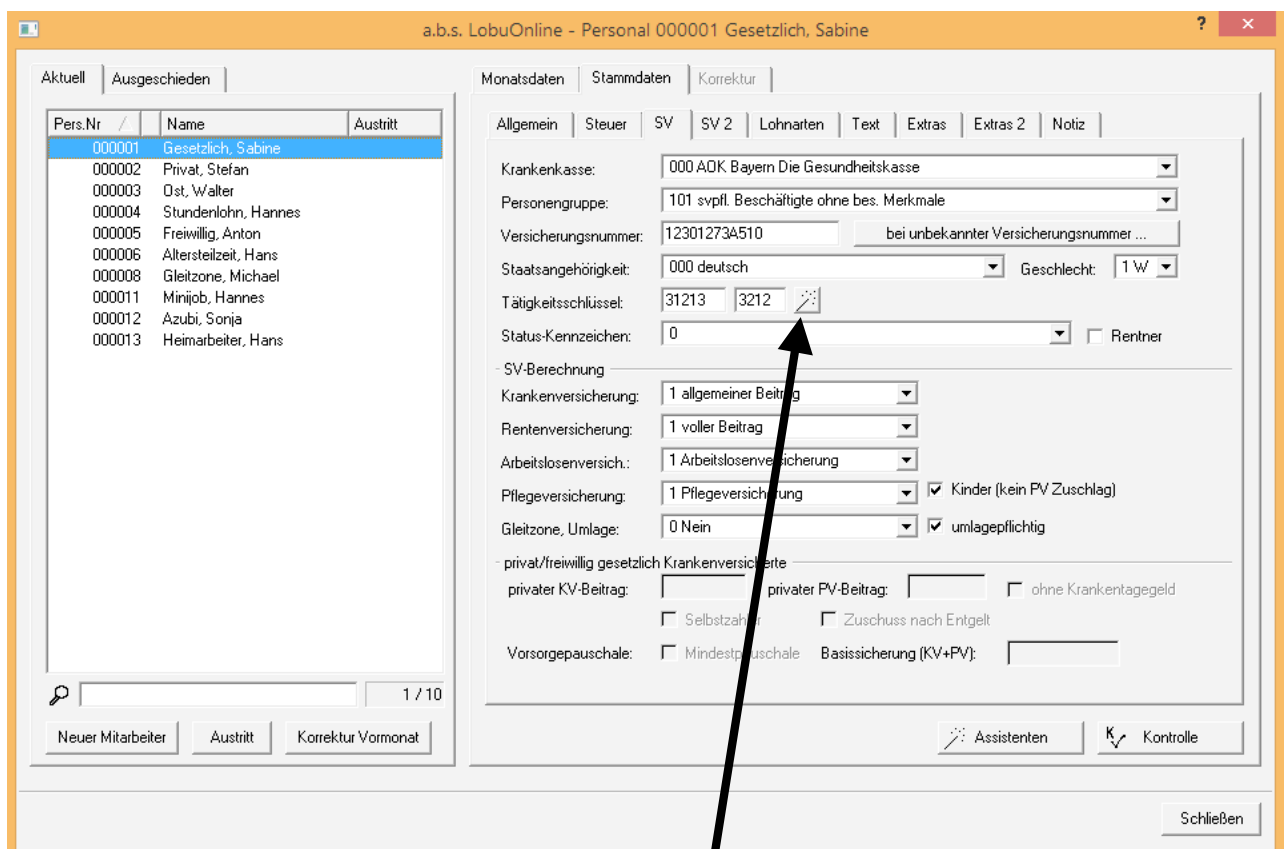 a.b.s. LobuOnline - Personal 000001 Gesetzlich, Sabine ? ×
Aktuell Ausgeschieden
Pers.Nr Name Austritt
000001 Gesetzlich, Sabine
000002 Privat, Stefan
000003 Ost, Walter
000004 Stundenlohn, Hannes
000005 Freiwillig, Anton
000006 Altersteilzeit, Hans
000008 Gleitzone, Michael
000011 Minijob, Hannes
000012 Azubi, Sonja
000013 Heimarbeiter, Hans
1 / 10
Neuer Mitarbeiter Austritt Korrektur Vormonat
Monatsdaten Stammdaten Korrektur
Allgemein Steuer SV SV 2 Lohnarten Text Extras Extras 2 Notiz
Krankenkasse: 000 AOK Bayern Die Gesundheitskasse
Personengruppe: 101 svpfl. Beschäftigte ohne bes. Merkmale
Versicherungsnummer: 12301273A510 bei unbekannter Versicherungsnummer ...
Staatsangehörigkeit: 000 deutsch Geschlecht: 1 W
Tätigkeitsschlüssel: 31213 3212
Status-Kennzeichen: 0 Rentner
SV-Berechnung
Krankenversicherung: 1 allgemeiner Beitrag
Rentenversicherung: 1 voller Beitrag
Arbeitslosenversich.: 1 Arbeitslosenversicherung
Pflegeversicherung: 1 Pflegeversicherung Kinder (kein PV Zuschlag)
Gleitzone, Umlage: 0 Nein umlagepflichtig
privat/freiwillig gesetzlich Krankenversicherte
privater KV-Beitrag: privater PV-Beitrag: ohne Krankentagegeld
Selbstzahler Zuschuss nach Entgelt
Vorsorgepauschale: Mindestpauschale Basissicherung (KV+PV):
Assistenten K Kontrolle
Schließen